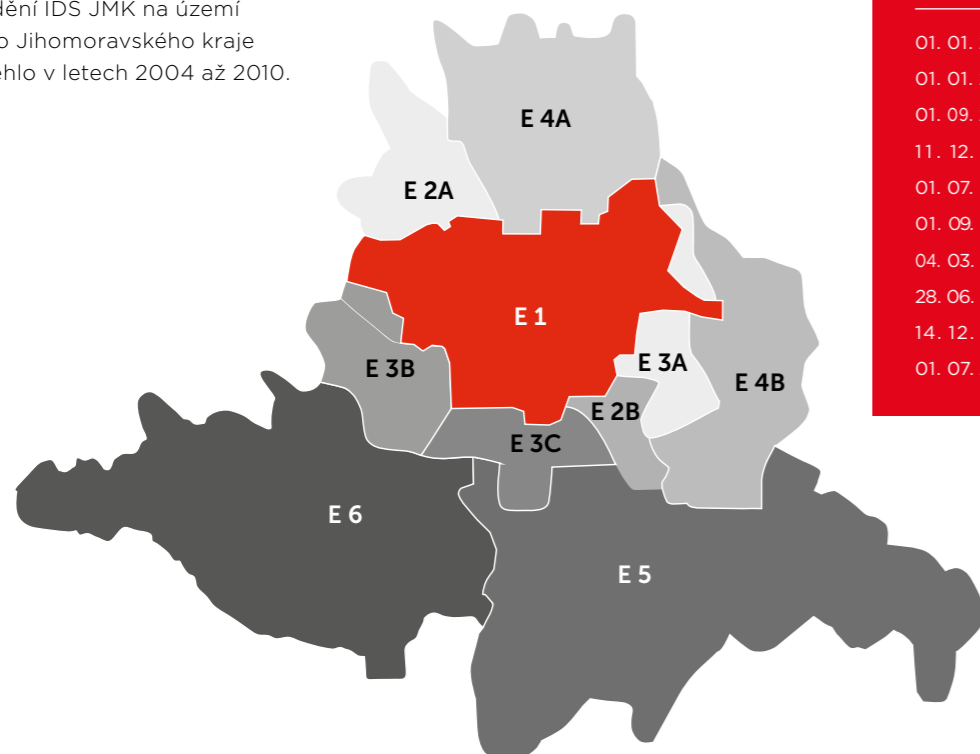 dění IDS JMK na území
o Jihomoravského kraje
ěhlo v letech 2004 až 2010.
01. 01.
01. 01.
01. 09.
11. 12.
01. 07.
01. 09.
04. 03.
28. 06.
14. 12.
01. 07.
E 4A
E 2A
E 1
E 3A
E 3B
E 4B
E 2B
E 3C
E 6
E 5